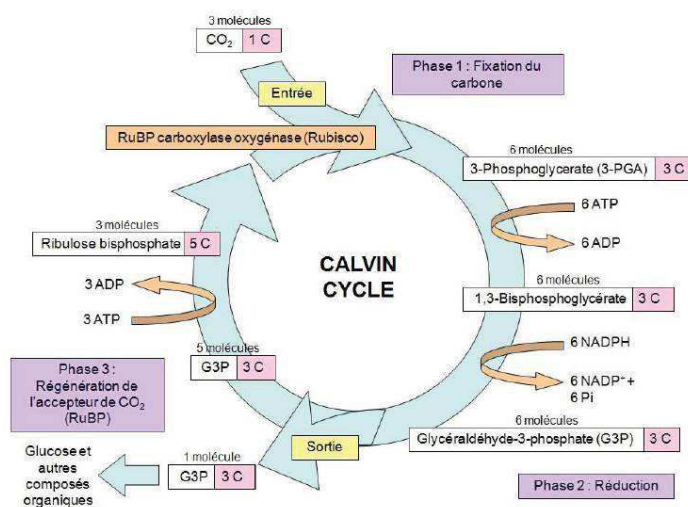 3 molécules
CO₂ 1 C
Phase 1 : Fixation du
carbone
Entrée
RuBP carboxylase oxygénase (Rubisco)
6 molécules
3-Phosphoglycerate (3-PGA) 3 C
6 ATP
6 ADP
3 molécules
Ribulose bisphosphate 5 C
CALVIN
CYCLE
3 ADP
3 ATP
6 molécules
1,3-Bisphosphoglycérate 3 C
6 NADPH
6 NADP⁺ +
6 Pi
5 molécules
G3P 3 C
Phase 3 :
Régénération de
l'accepteur de CO₂
(RuBP)
6 molécules
Glycéraldéhyde-3-phosphate (G3P) 3 C
Sortie
1 molécule
G3P 3 C
Glucose et
autres
composés
organiques
Phase 2 : Réduction